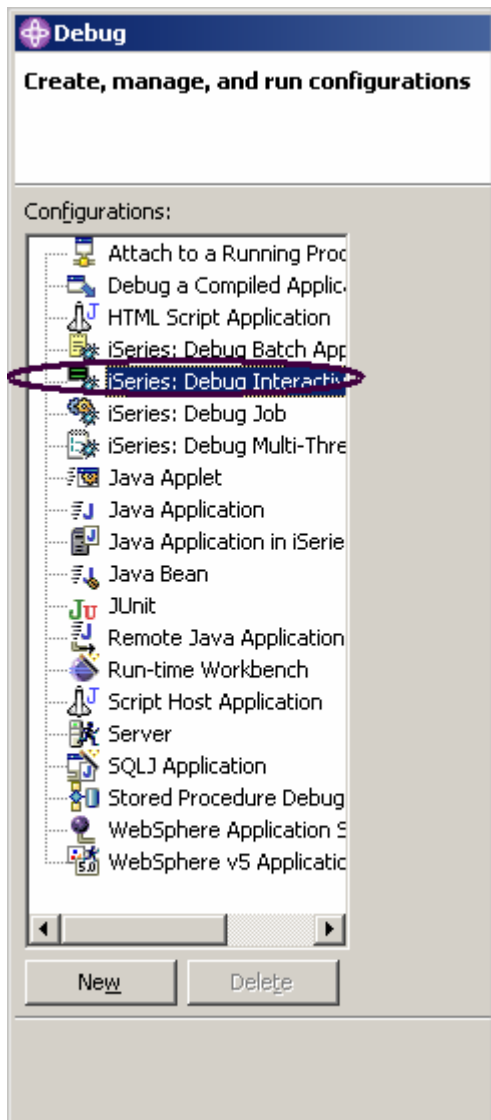 Debug
Create, manage, and run configurations
Configurations:
Attach to a Running Proc
Debug a Compiled Applic
HTML Script Application
iSeries: Debug Batch App
iSeries: Debug Interactiv
iSeries: Debug Job
iSeries: Debug Multi-Thre
Java Applet
Java Application
Java Application in iSerie
Java Bean
JUnit
Remote Java Application
Run-time Workbench
Script Host Application
Server
SQLJ Application
Stored Procedure Debug
WebSphere Application S
WebSphere v5 Applicatic
New Delete